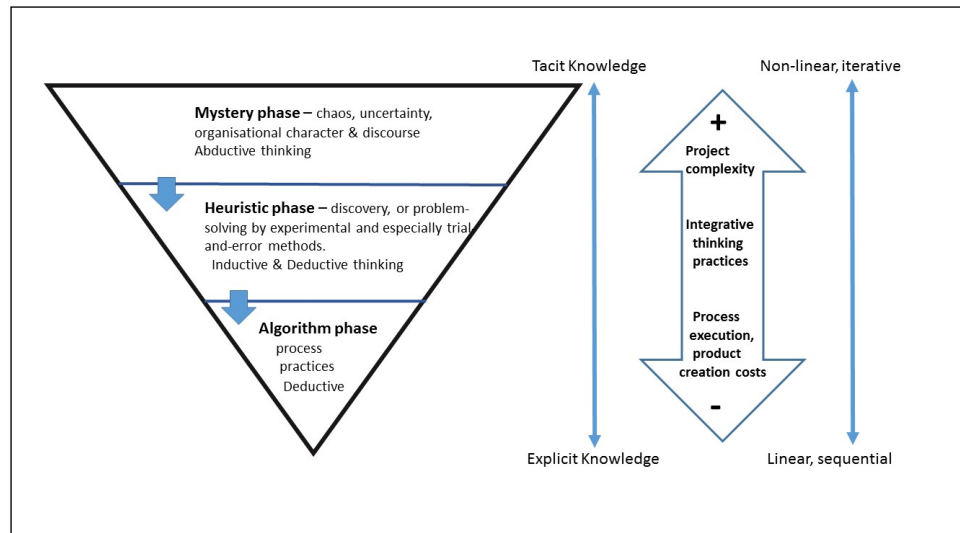 Tacit Knowledge
Non-linear, iterative
Mystery phase – chaos, uncertainty,
organisational character & discourse
Abductive thinking
Heuristic phase – discovery, or problem-
solving by experimental and especially trial-
and-error methods.
Inductive & Deductive thinking
Algorithm phase
process
practices
Deductive
+
Project
complexity
Integrative
thinking
practices
Process
execution,
product
creation costs
-
Explicit Knowledge
Linear, sequential